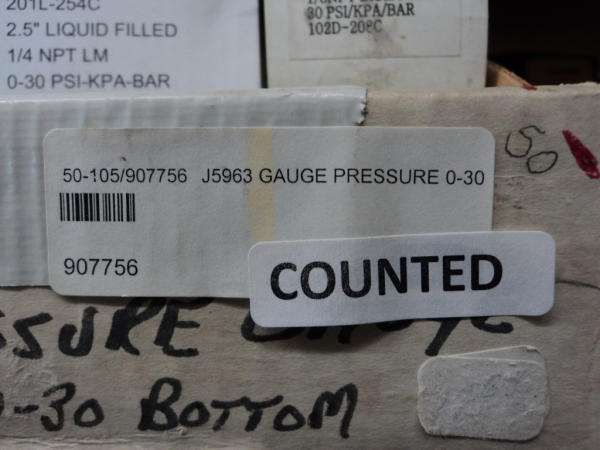 201L-254C
2.5" LIQUID FILLED
1/4 NPT LM
0-30 PSI-KPA-BAR
30 PSI/KPA/BAR
102D-208C
50-105/907756 J5963 GAUGE PRESSURE 0-30
907756
COUNTED
SSURE
-30 BOTTOM